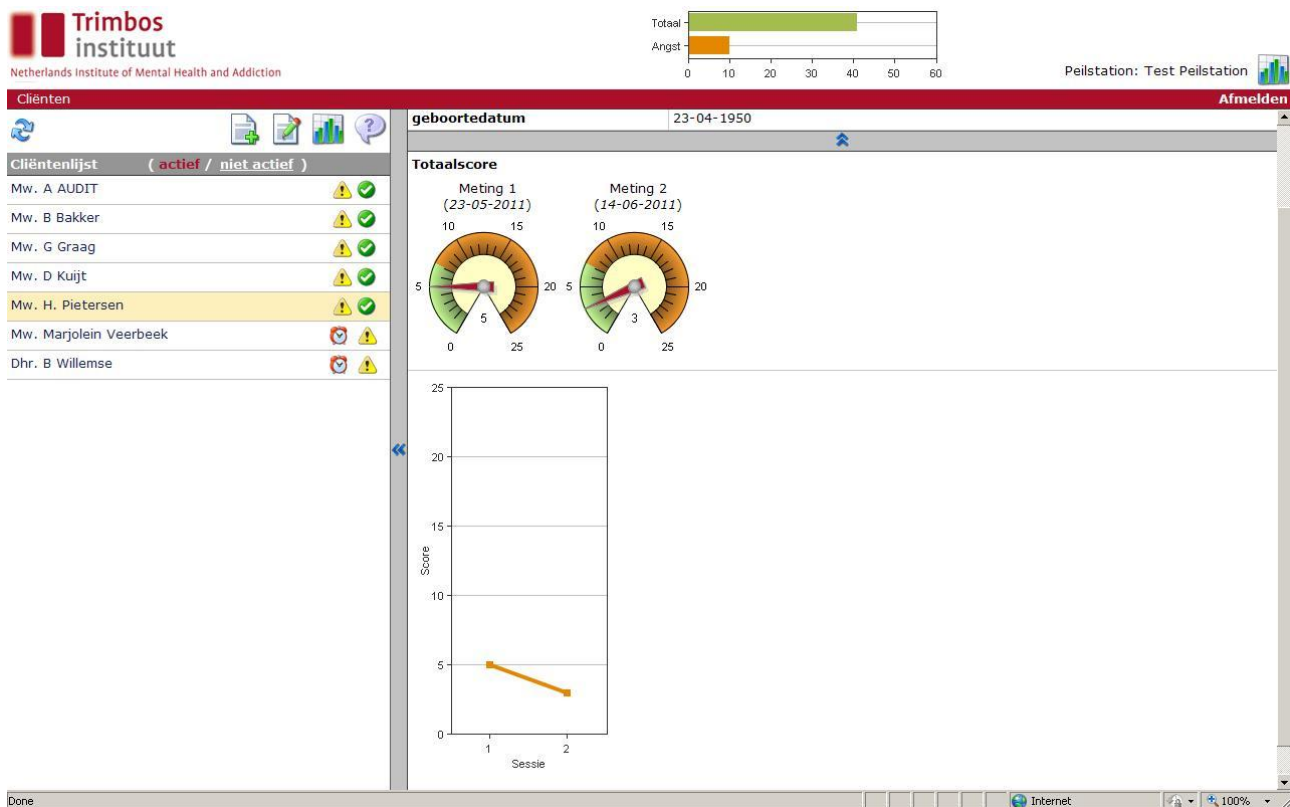 Trimbos
instituut
Netherlands Institute of Mental Health and Addiction
Totaal
Angst
0 10 20 30 40 50 60
Peilstation: Test Peilstation
Cliënten
Afmelden
Cliëntenlijst ( actief / niet actief )
Mw. A AUDIT
Mw. B Bakker
Mw. G Graag
Mw. D Kuijt
Mw. H. Pietersen
Mw. Marjolein Veerbeek
Dhr. B Willemse
geboortedatum 23-04-1950
Totaalscore
Meting 1
(23-05-2011)
10 15
5 20
5
0 25
Meting 2
(14-06-2011)
10 15
5 20
3
0 25
25
20
15
10
5
0
Score
1 2
Sessie
Done
Internet
100%